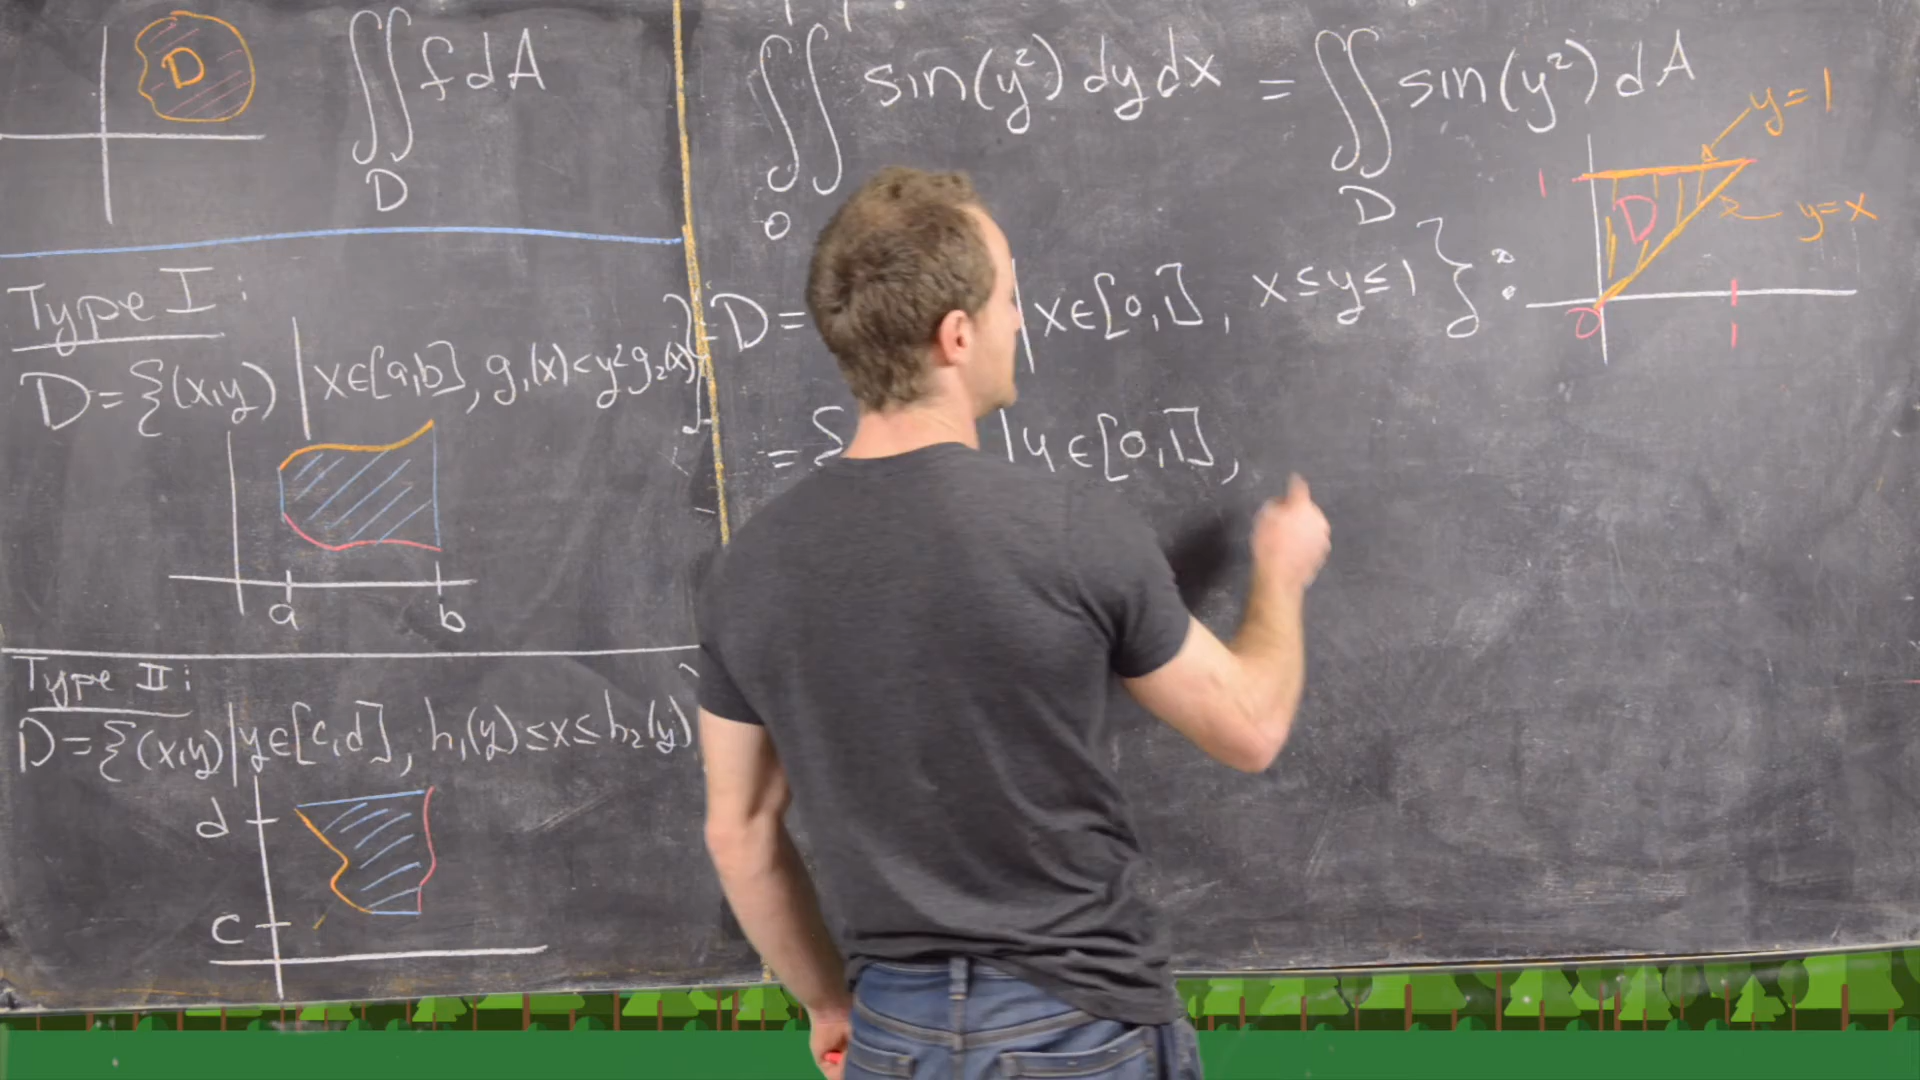 D
∬ f dA
D
Type I:
D={(x,y) | x∈[a,b], g₁(x)<y²g₂(x)}
a b
Type II:
D={(x,y)|y∈[c,d], h₁(y)≤x≤h₂(y)
d
c
∫∫ sin(y²) dy dx = ∬ sin(y²) dA
0
D
D= | x∈[0,1], x≤y≤1}:
={ |y∈[0,1],
y=1
1
D
y=x
0
1